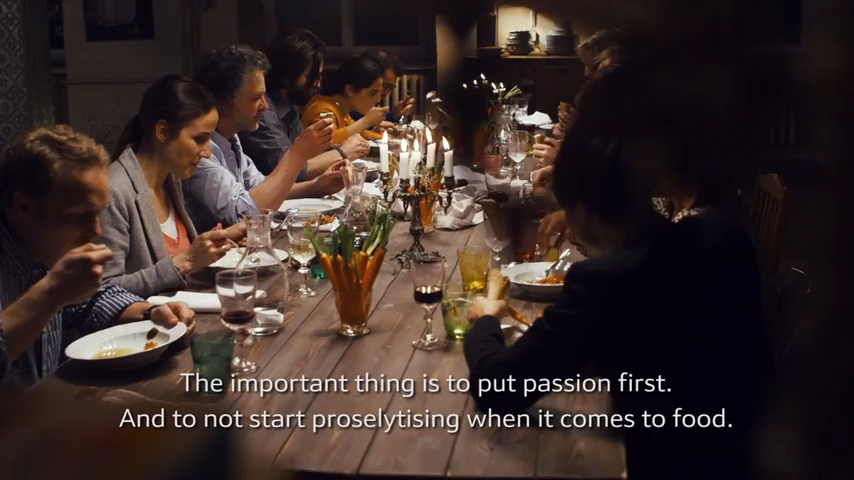 The important thing is to put passion first.
And to not start proselytising when it comes to food.